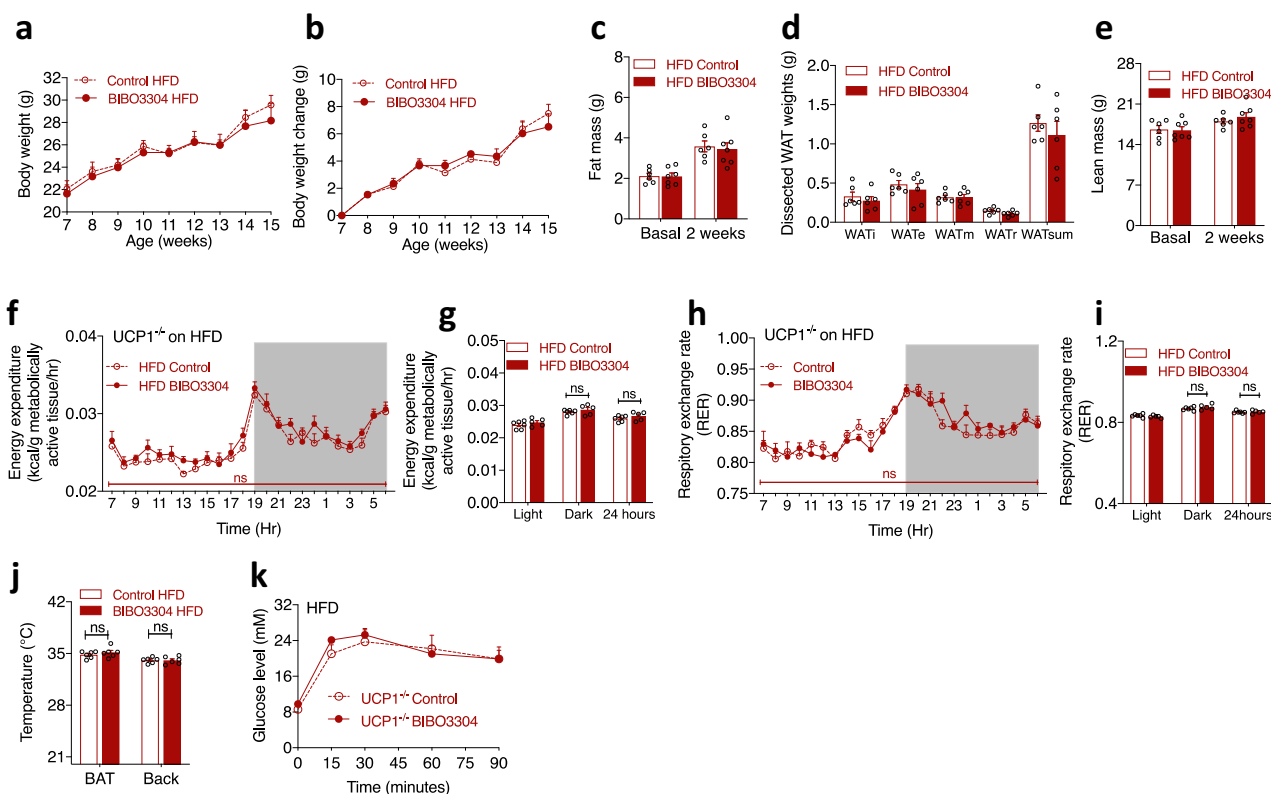 a
Body weight (g)
32
30
28
26
24
22
20
Control HFD
BIBO3304 HFD
7 8 9 10 11 12 13 14 15
Age (weeks)
b
Body weight change (g)
10
8
6
4
2
0
Control HFD
BIBO3304 HFD
7 8 9 10 11 12 13 14 15
Age (weeks)
c
Fat mass (g)
8
6
4
2
0
HFD Control
HFD BIBO3304
Basal 2 weeks
d
Dissected WAT weights (g)
2.0
1.5
1.0
0.5
0.0
HFD Control
HFD BIBO3304
WATi WATe WATm WATr WATsum
e
Lean mass (g)
27
18
9
0
HFD Control
HFD BIBO3304
Basal 2 weeks
f
UCP1-/- on HFD
Energy expenditure
(kcal/g metabolically
active tissue/hr)
0.04
0.03
0.02
HFD Control
HFD BIBO3304
ns
7 9 11 13 15 17 19 21 23 1 3 5
Time (Hr)
g
Energy expenditure
(kcal/g metabolically
active tissue/hr)
0.05
0.04
0.03
0.02
0.01
0.00
HFD Control
HFD BIBO3304
ns
ns
Light Dark 24 hours
h
UCP1-/- on HFD
Respitory exchange rate
(RER)
0.95
0.90
0.85
0.80
0.75
Control
BIBO3304
ns
7 9 11 13 15 17 19 21 23 1 3 5
Time (Hr)
i
Respitory exchange rate
(RER)
1.2
0.8
0.4
HFD Control
HFD BIBO3304
ns
ns
Light Dark 24hours
j
Temperature (°C)
42
35
28
21
Control HFD
BIBO3304 HFD
ns
ns
BAT Back
k
HFD
Glucose level (mM)
32
24
16
8
0
UCP1-/- Control
UCP1-/- BIBO3304
0 15 30 45 60 75 90
Time (minutes)